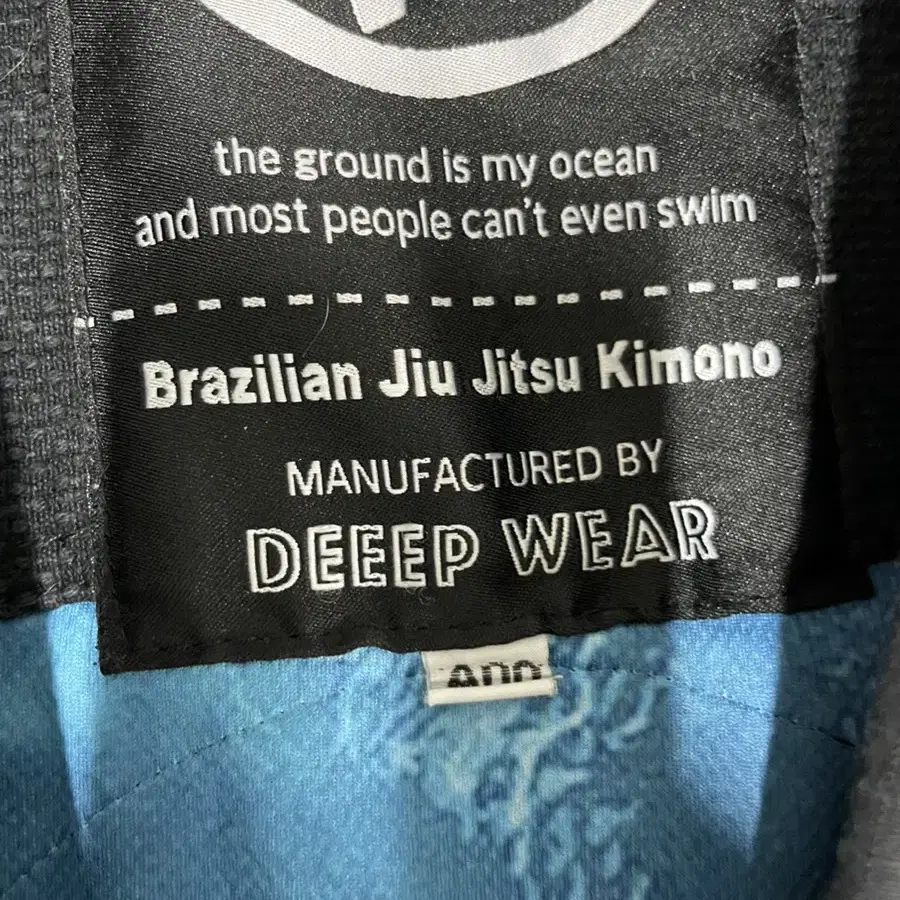 the ground is my ocean
and most people can't even swim
Brazilian Jiu Jitsu Kimono
MANUFACTURED BY
DEEEP WEAR